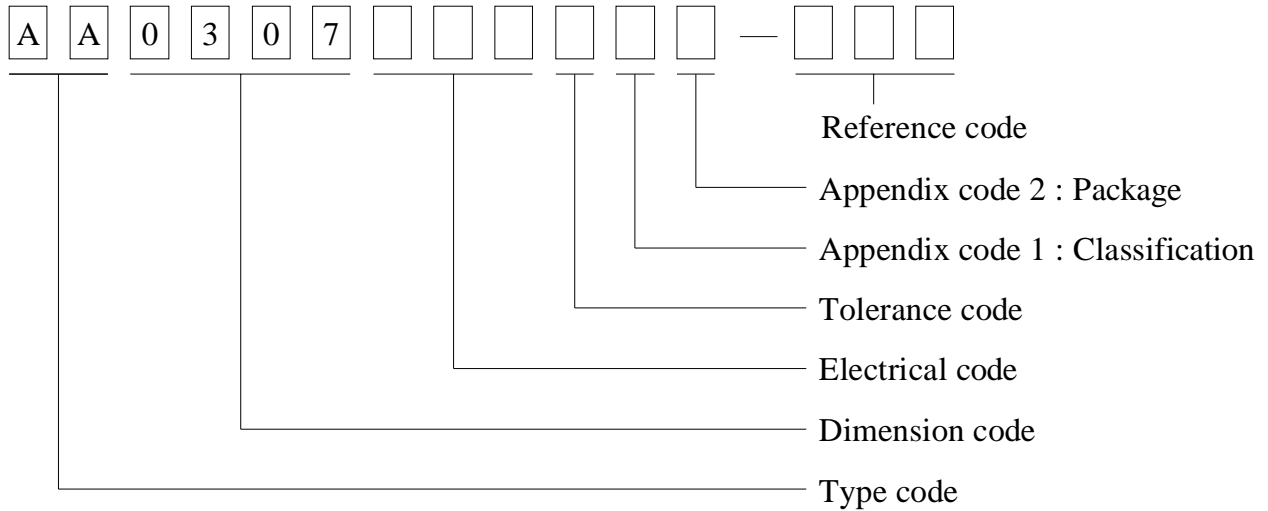 A A 0 3 0 7 —
Reference code
Appendix code 2 : Package
Appendix code 1 : Classification
Tolerance code
Electrical code
Dimension code
Type code